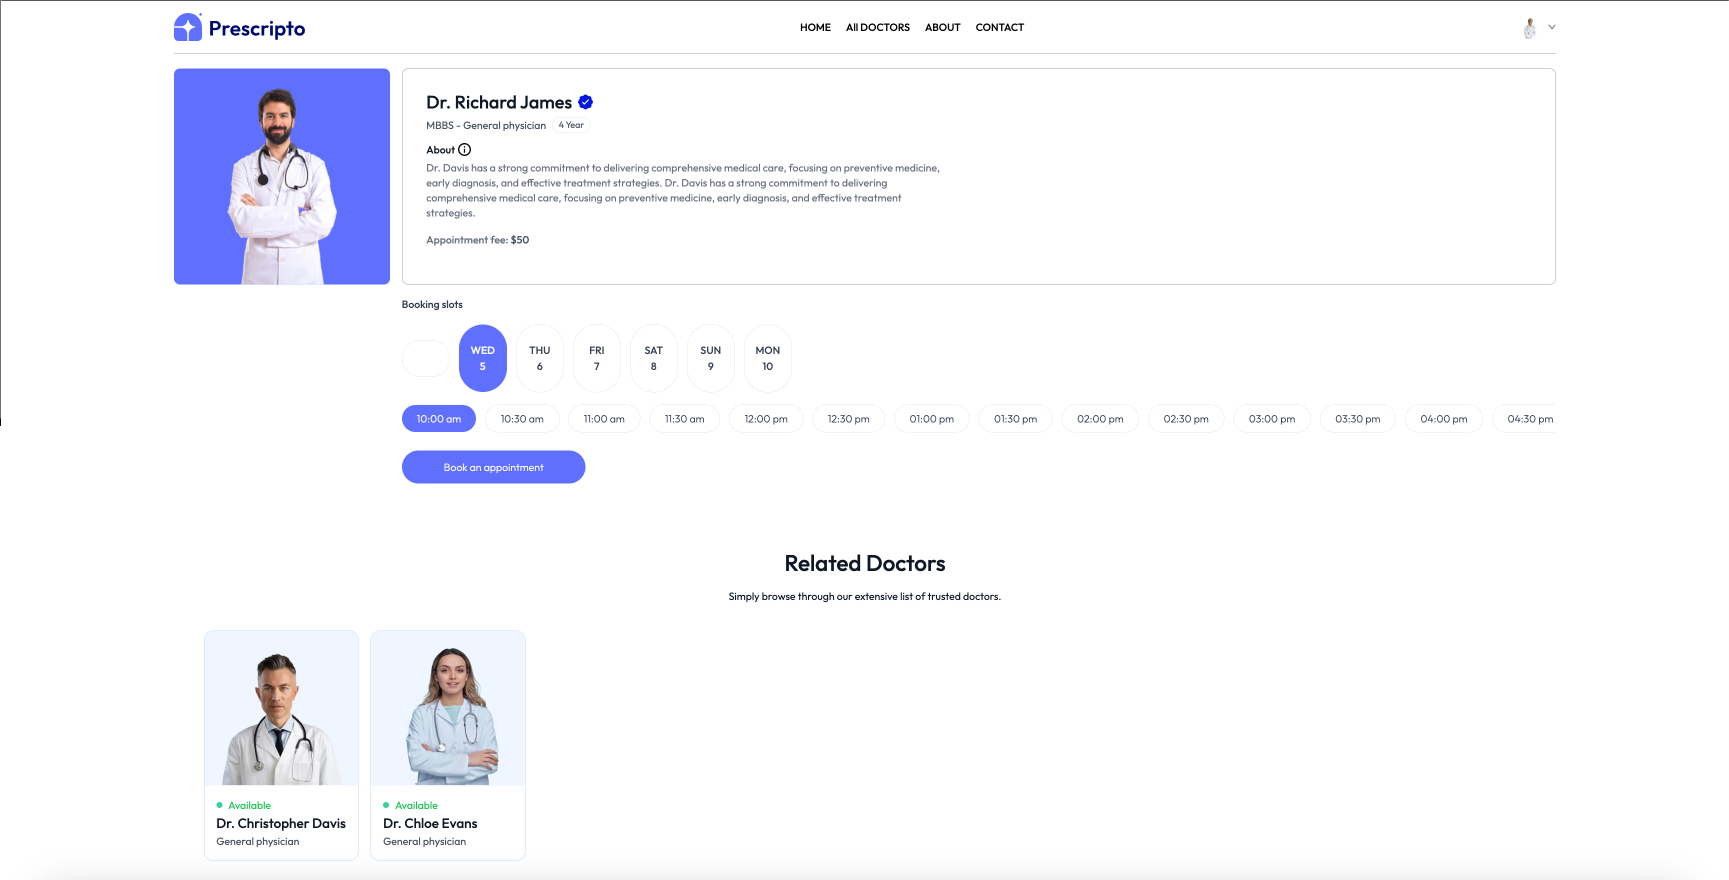 Prescripto
HOME All DOCTORS ABOUT CONTACT
Dr. Richard James
MBBS - General physician 4 Year
About
Dr. Davis has a strong commitment to delivering comprehensive medical care, focusing on preventive medicine,
early diagnosis, and effective treatment strategies. Dr. Davis has a strong commitment to delivering
comprehensive medical care, focusing on preventive medicine, early diagnosis, and effective treatment
strategies.
Appointment fee: $50
Booking slots
WED THU FRI SAT SUN MON
5 6 7 8 9 10
10:00 am 10:30 am 11:00 am 11:30 am 12:00 pm 12:30 pm 01:00 pm 01:30 pm 02:00 pm 02:30 pm 03:00 pm 03:30 pm 04:00 pm 04:30 pm
Book an appointment
Related Doctors
Simply browse through our extensive list of trusted doctors.
Available
Dr. Christopher Davis
General physician
Available
Dr. Chloe Evans
General physician